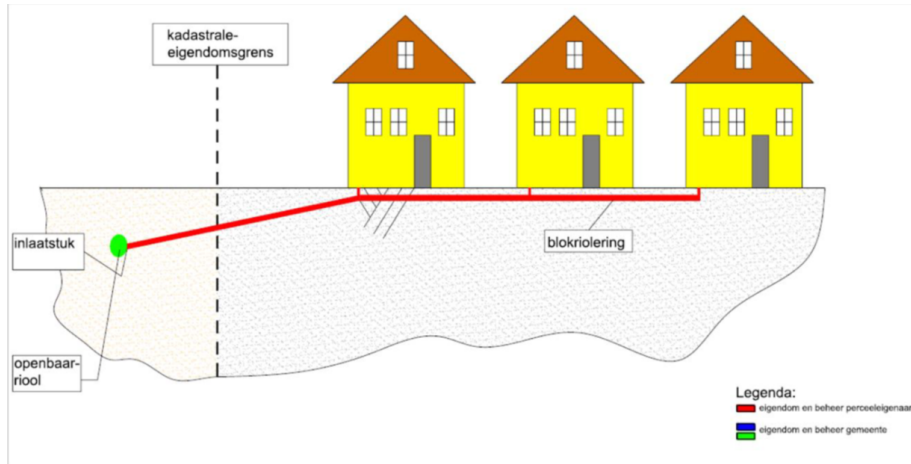 kadastrale-
eigendomsgrens
inlaatstuk
blokriolering
openbaar-
riool
Legenda:
eigendom en beheer perceeleigenaar
eigendom en beheer gemeente